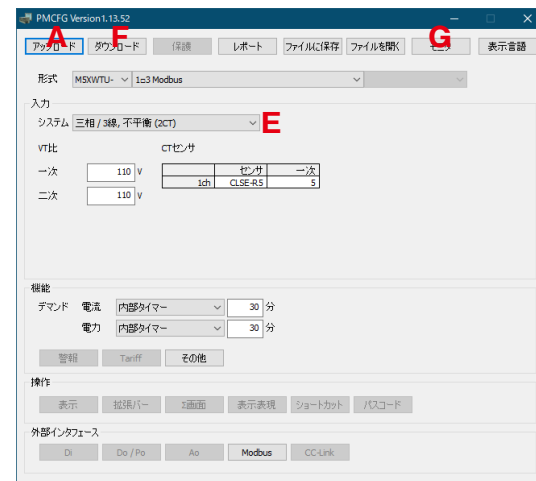 PMCFG Version1.13.52
アップロード ダウンロード 保護 レポート ファイルに保存 ファイルを開く モニタ 表示言語
A F G
形式 M5XWTU- 1:=3 Modbus
入力
システム 三相 / 3線, 不平衡 (2CT) E
VT比 CTセンサ
一次 110 V センサ 一次
1ch CLSE-R5 5
二次 110 V
機能
デマンド 電流 内部タイマー 30 分
電力 内部タイマー 30 分
警報 Tariff その他
操作
表示 拡張バー Σ画面 表示表現 ショートカット パスコード
外部インタフェース
Di Do / Po Ao Modbus CC-Link